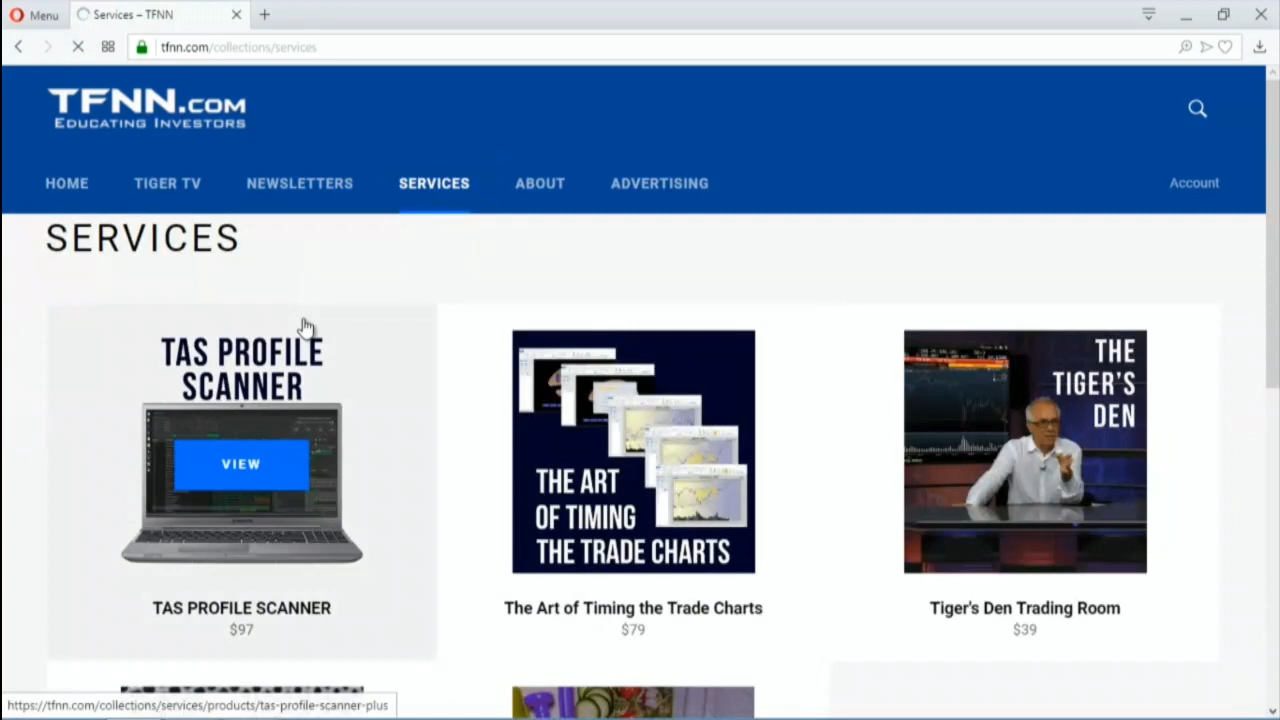 Menu
Services – TFNN
tfnn.com/collections/services
TFNN.COM
EDUCATING INVESTORS
HOME
TIGER TV
NEWSLETTERS
SERVICES
ABOUT
ADVERTISING
Account
SERVICES
TAS PROFILE
SCANNER
VIEW
TAS PROFILE SCANNER
$97
THE ART
OF TIMING
THE TRADE CHARTS
The Art of Timing the Trade Charts
$79
THE
TIGER'S
DEN
Tiger's Den Trading Room
$39
https://tfnn.com/collections/services/products/tas-profile-scanner-plus